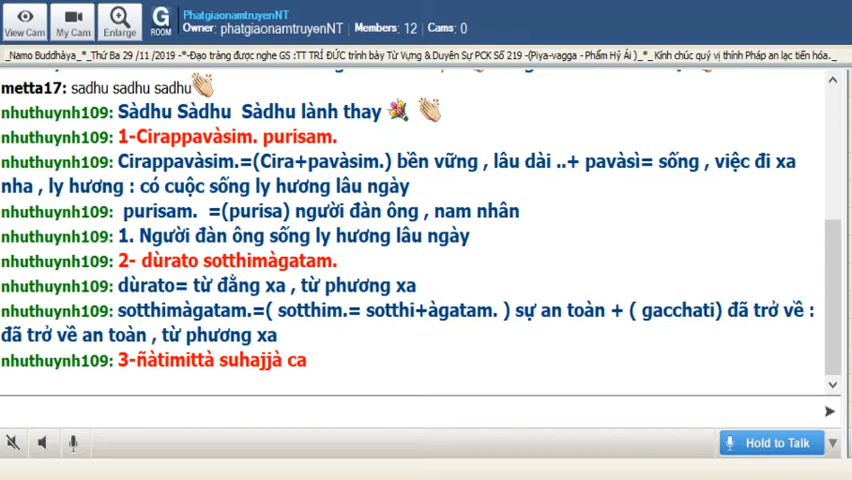 View Cam
My Cam
Enlarge
G
ROOM
PhatgiaonamtruyenNT
Owner: phatgiaonamtruyenNT Members: 12 Cams: 0
_Namo Buddhàya_*_Thứ Ba 29 /11 /2019 -*-Đạo tràng được nghe GS :TT TRÍ ĐỨC trình bày Từ Vựng & Duyên Sự PCK Số 219 -(Piya-vagga - Phẩm Hỷ Ái )_*_ Kính chúc quý vị thính Pháp an lạc tiến hóa._
metta17: sadhu sadhu sadhu
nhuthuynh109: Sàdhu Sàdhu Sàdhu lành thay
nhuthuynh109: 1-Cirappavàsim. purisam.
nhuthuynh109: Cirappavàsim.=(Cira+pavàsim.) bền vững , lâu dài ..+ pavàsì= sống , việc đi xa
nha , ly hương : có cuộc sống ly hương lâu ngày
nhuthuynh109: purisam. =(purisa) người đàn ông , nam nhân
nhuthuynh109: 1. Người đàn ông sống ly hương lâu ngày
nhuthuynh109: 2- dùrato sotthimàgatam.
nhuthuynh109: dùrato= từ đằng xa , từ phương xa
nhuthuynh109: sotthimàgatam.=( sotthim.= sotthi+àgatam. ) sự an toàn + ( gacchati) đã trở về :
đã trở về an toàn , từ phương xa
nhuthuynh109: 3-ñàtimittà suhajjà ca
Hold to Talk